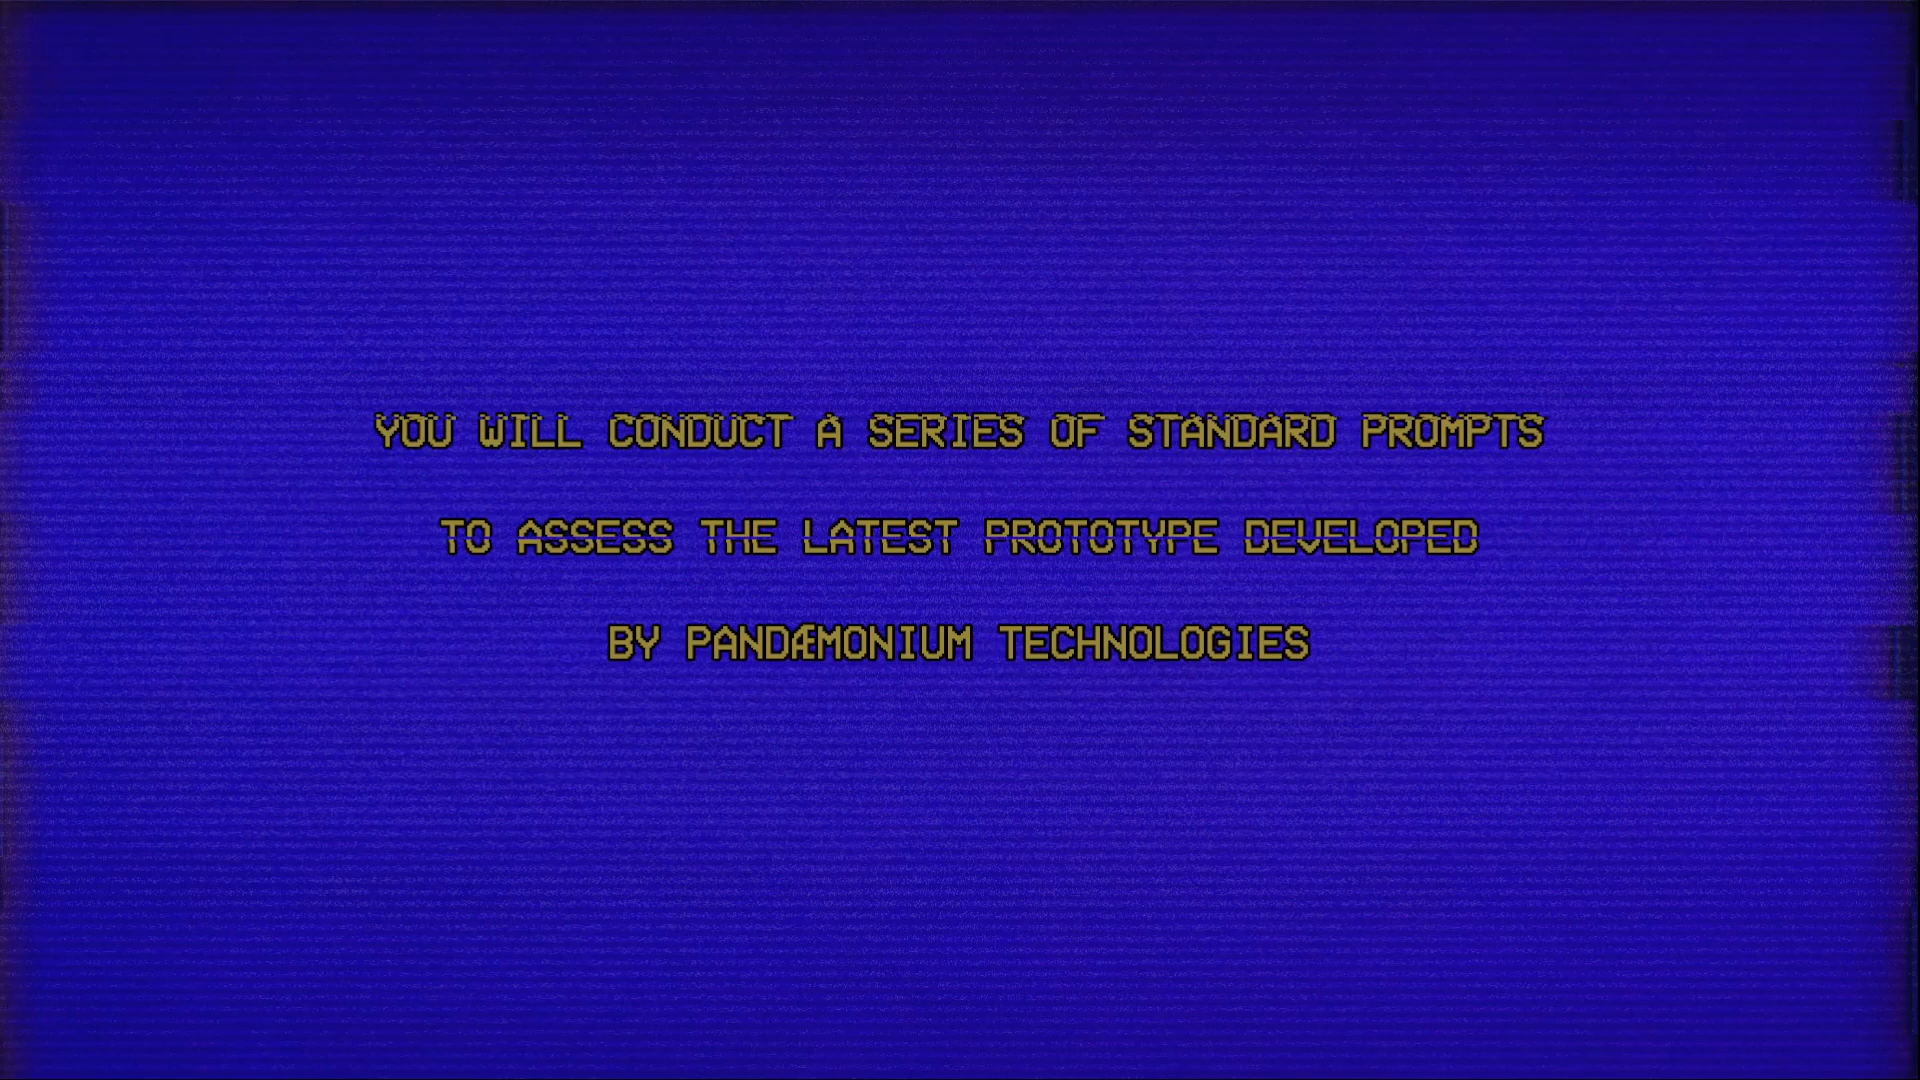 YOU WILL CONDUCT A SERIES OF STANDARD PROMPTS
TO ASSESS THE LATEST PROTOTYPE DEVELOPED
BY PANDÆMONIUM TECHNOLOGIES